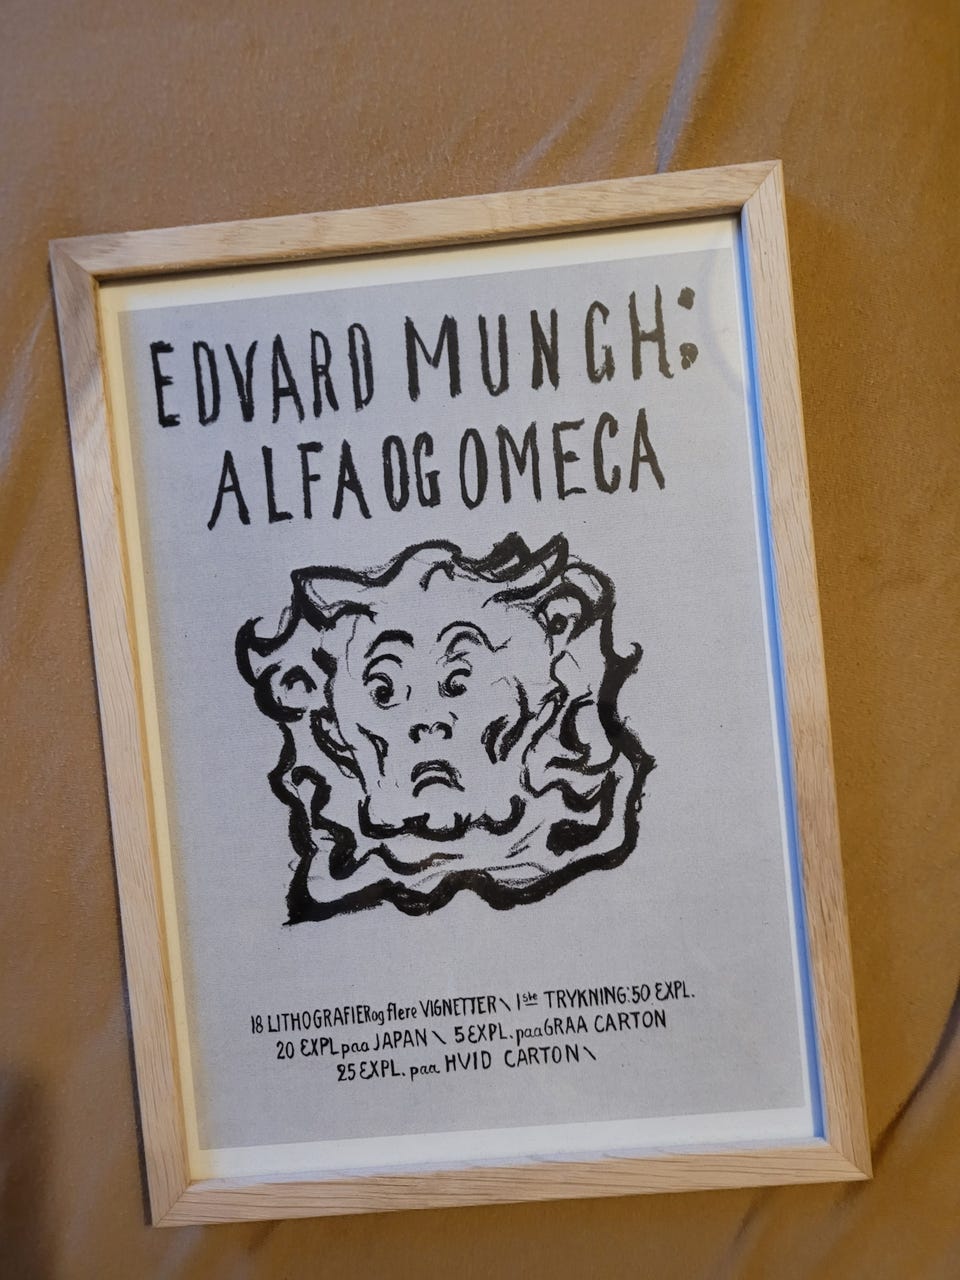 EDVARD MUNCH:
ALFA OG OMEGA
18 LITHOGRAFIER og flere VIGNETTER \ 1ste TRYKNING: 50 EXPL.
20 EXPL paa JAPAN \ 5 EXPL. paa GRAA CARTON
25 EXPL. paa HVID CARTON \